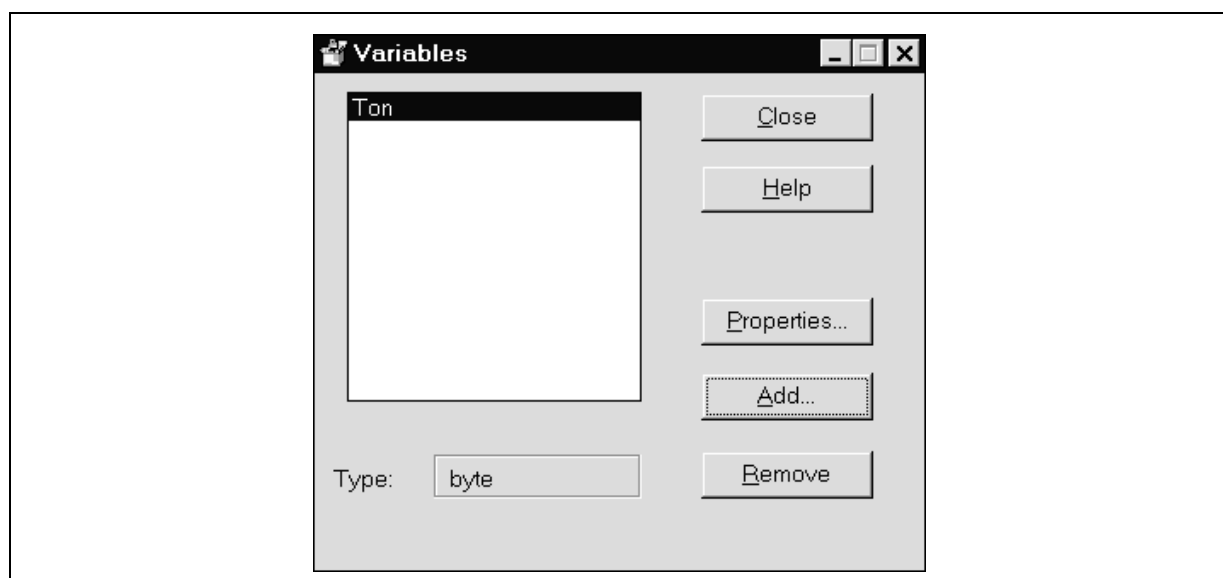 Variables
Ton
Close
Help
Properties...
Add...
Type:
byte
Remove